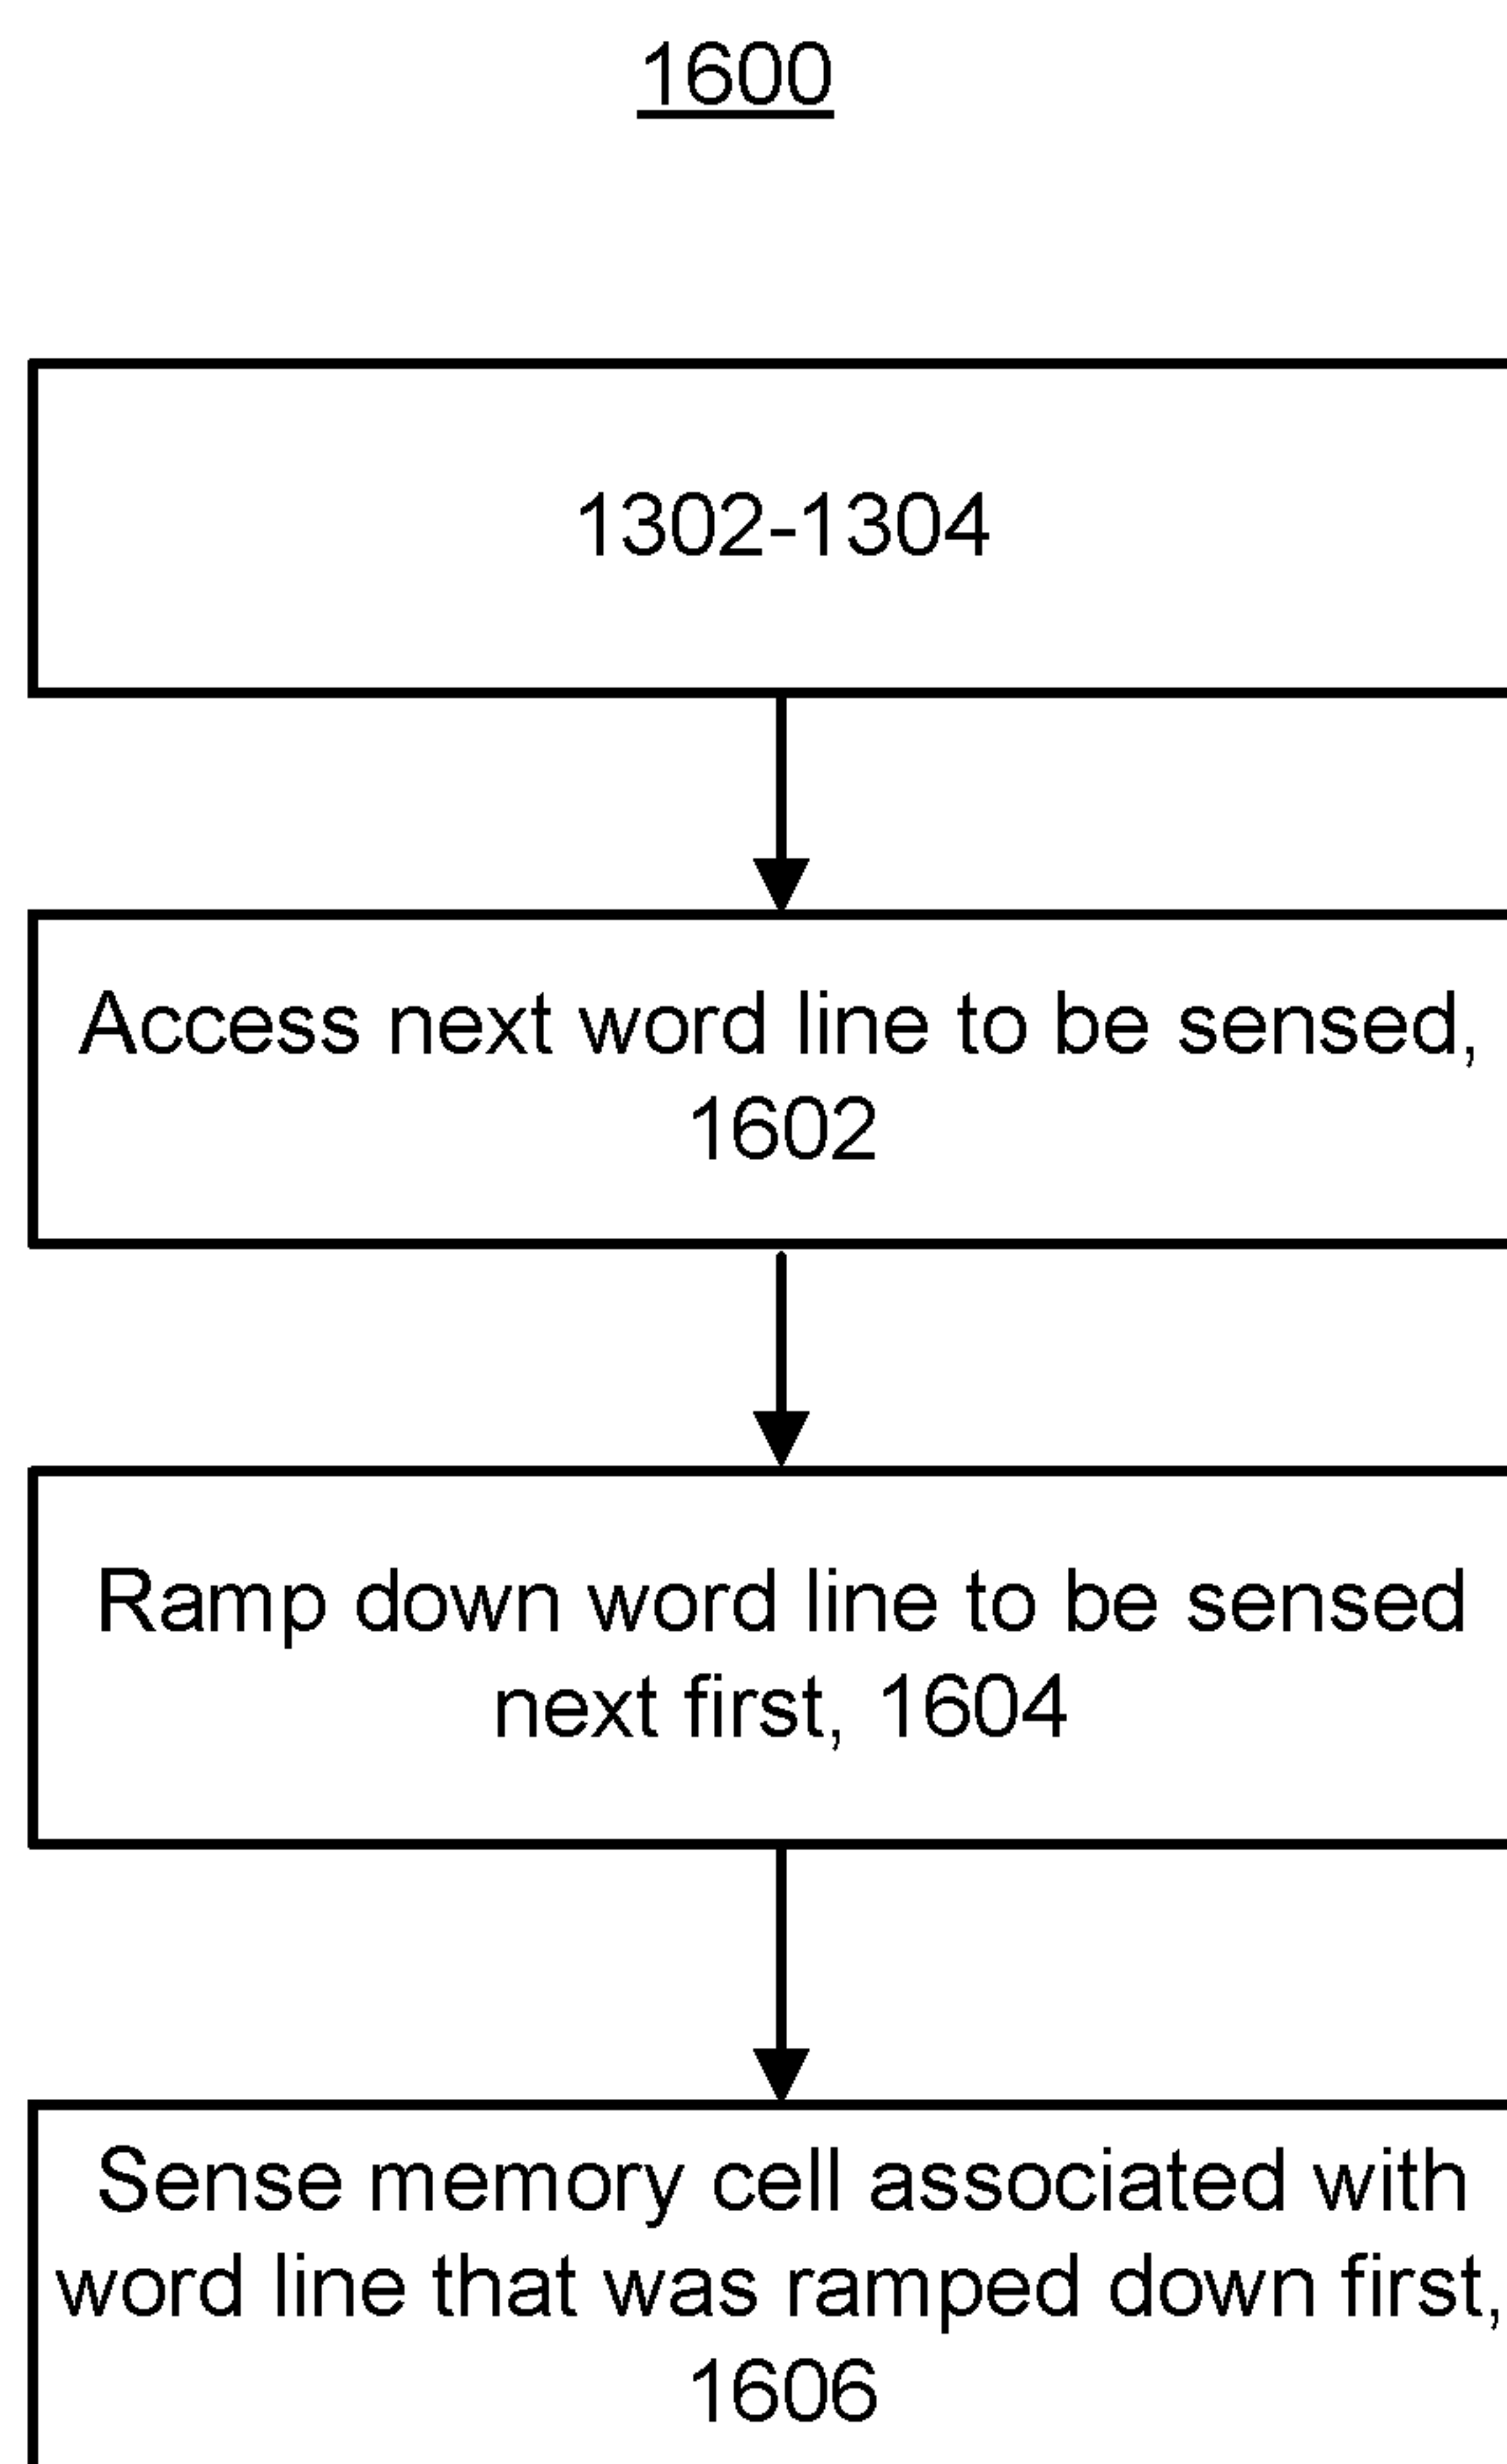 1600
1302-1304
Access next word line to be sensed,
1602
Ramp down word line to be sensed
next first, 1604
Sense memory cell associated with
word line that was ramped down first,
1606